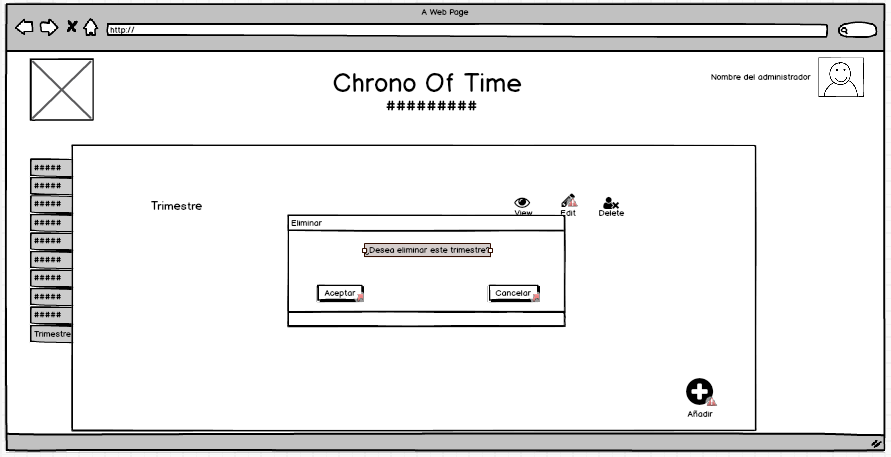 A Web Page
http://
Chrono Of Time
#########
Nombre del administrador
#####
#####
#####
#####
#####
#####
#####
#####
#####
Trimestre
Trimestre
View
Edit
Delete
Eliminar
¿Desea eliminar este trimestre?
Aceptar
Cancelar
Añadir